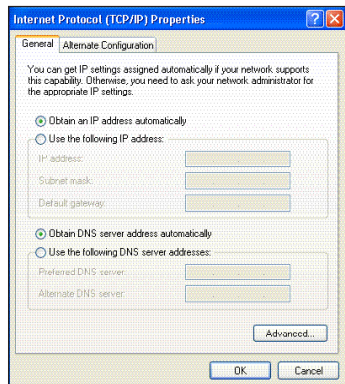 Internet Protocol (TCP/IP) Properties
General
Alternate Configuration
You can get IP settings assigned automatically if your network supports
this capability. Otherwise, you need to ask your network administrator for
the appropriate IP settings.
Obtain an IP address automatically
Use the following IP address:
IP address:
Subnet mask:
Default gateway:
Obtain DNS server address automatically
Use the following DNS server addresses:
Preferred DNS server:
Alternate DNS server:
Advanced...
OK
Cancel